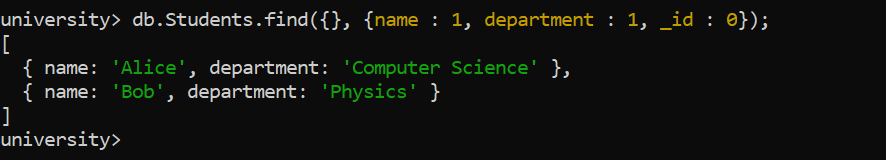 university> db.Students.find({}, {name : 1, department : 1, _id : 0});
[
  { name: 'Alice', department: 'Computer Science' },
  { name: 'Bob', department: 'Physics' }
]
university>